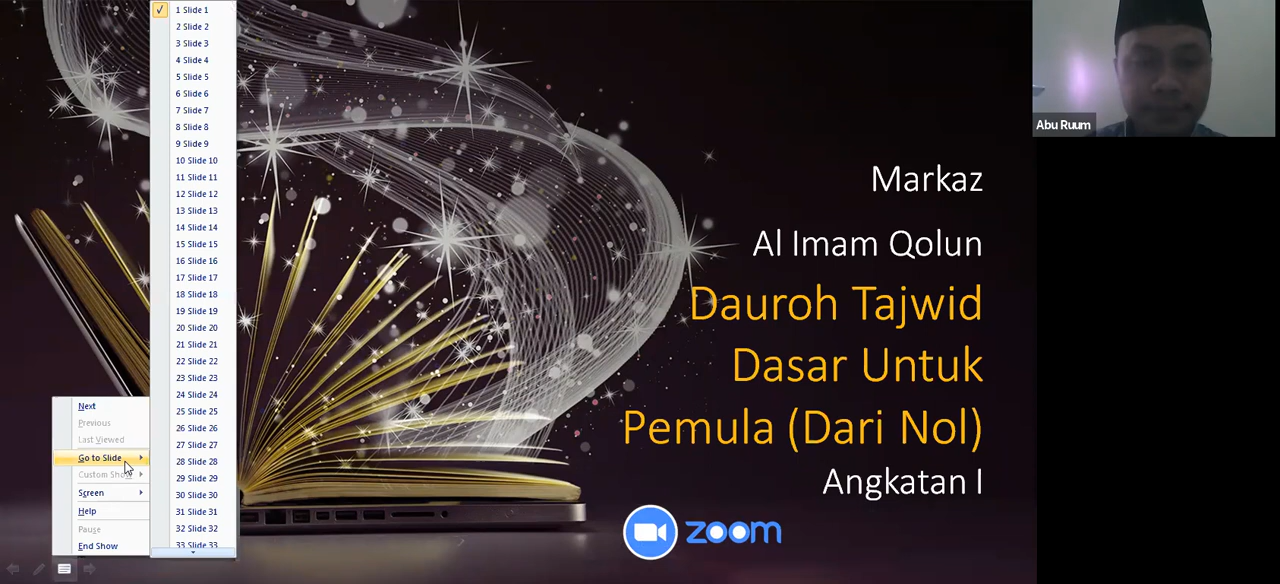 1 Slide 1
2 Slide 2
3 Slide 3
4 Slide 4
5 Slide 5
6 Slide 6
7 Slide 7
8 Slide 8
9 Slide 9
10 Slide 10
11 Slide 11
12 Slide 12
13 Slide 13
14 Slide 14
15 Slide 15
16 Slide 16
17 Slide 17
18 Slide 18
19 Slide 19
20 Slide 20
21 Slide 21
22 Slide 22
23 Slide 23
24 Slide 24
25 Slide 25
26 Slide 26
27 Slide 27
28 Slide 28
29 Slide 29
30 Slide 30
31 Slide 31
32 Slide 32
33 Slide 33
Next
Previous
Last Viewed
Go to Slide
Custom Show
Screen
Help
Pause
End Show
Markaz
Al Imam Qolun
Dauroh Tajwid
Dasar Untuk
Pemula (Dari Nol)
Angkatan I
zoom
Abu Ruum